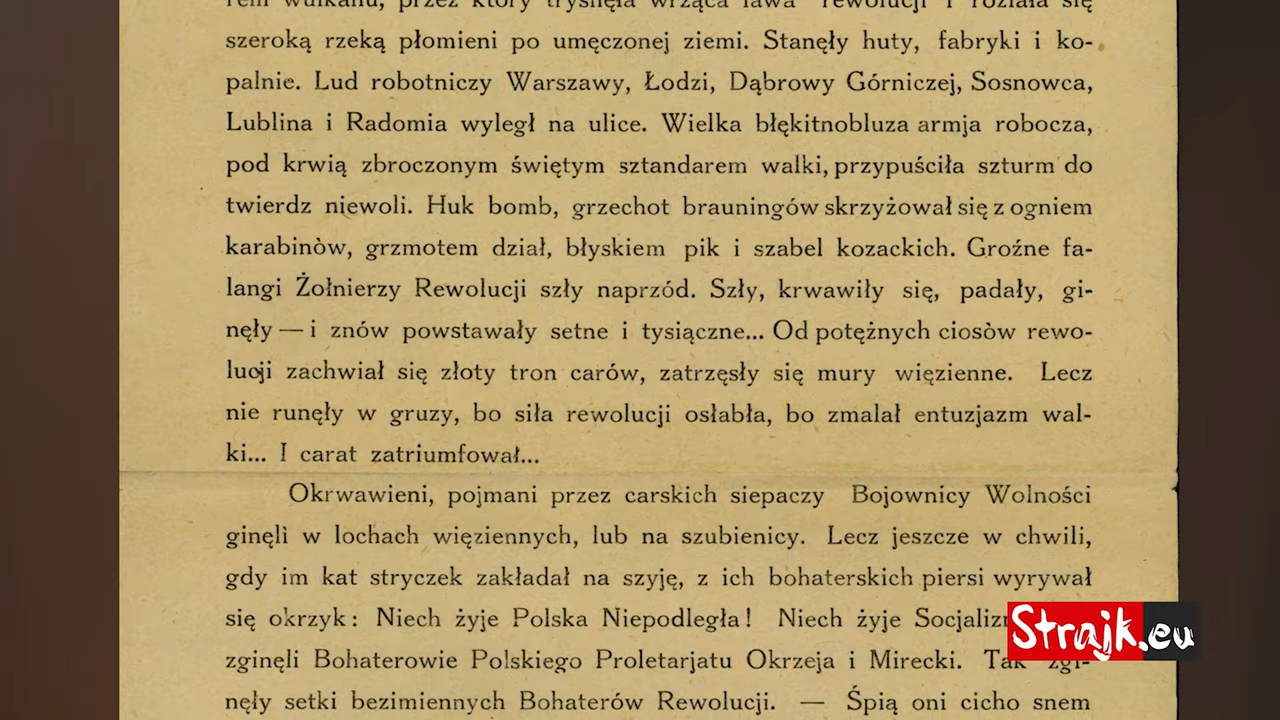 rem wulkanu, przez który trysnęła wrząca lawa rewolucji i rozlała się
szeroką rzeką płomieni po umęczonej ziemi. Stanęły huty, fabryki i ko-
palnie. Lud robotniczy Warszawy, Łodzi, Dąbrowy Górniczej, Sosnowca,
Lublina i Radomia wyległ na ulice. Wielka błękitnobluza armja robocza,
pod krwią zbroczonym świętym sztandarem walki, przypuściła szturm do
twierdz niewoli. Huk bomb, grzechot brauningów skrzyżował się z ogniem
karabinòw, grzmotem dział, błyskiem pik i szabel kozackich. Groźne fa-
langi Żołnierzy Rewolucji szły naprzód. Szły, krwawiły się, padały, gi-
nęły — i znów powstawały setne i tysiączne... Od potężnych ciosòw rewo-
lucji zachwiał się złoty tron carów, zatrzęsły się mury więzienne. Lecz
nie runęły w gruzy, bo siła rewolucji osłabła, bo zmalał entuzjazm wal-
ki... I carat zatriumfował...
Okrwawieni, pojmani przez carskich siepaczy Bojownicy Wolności
ginęli w lochach więziennych, lub na szubienicy. Lecz jeszcze w chwili,
gdy im kat stryczek zakładał na szyję, z ich bohaterskich piersi wyrywał
się okrzyk: Niech żyje Polska Niepodległa! Niech żyje
zginęli Bohaterowie Polskiego Proletarjatu Okrzeja i Mirecki. Tak zgi-
nęły setki bezimiennych Bohaterów Rewolucji. — Śpią oni cicho snem
Strajk.eu